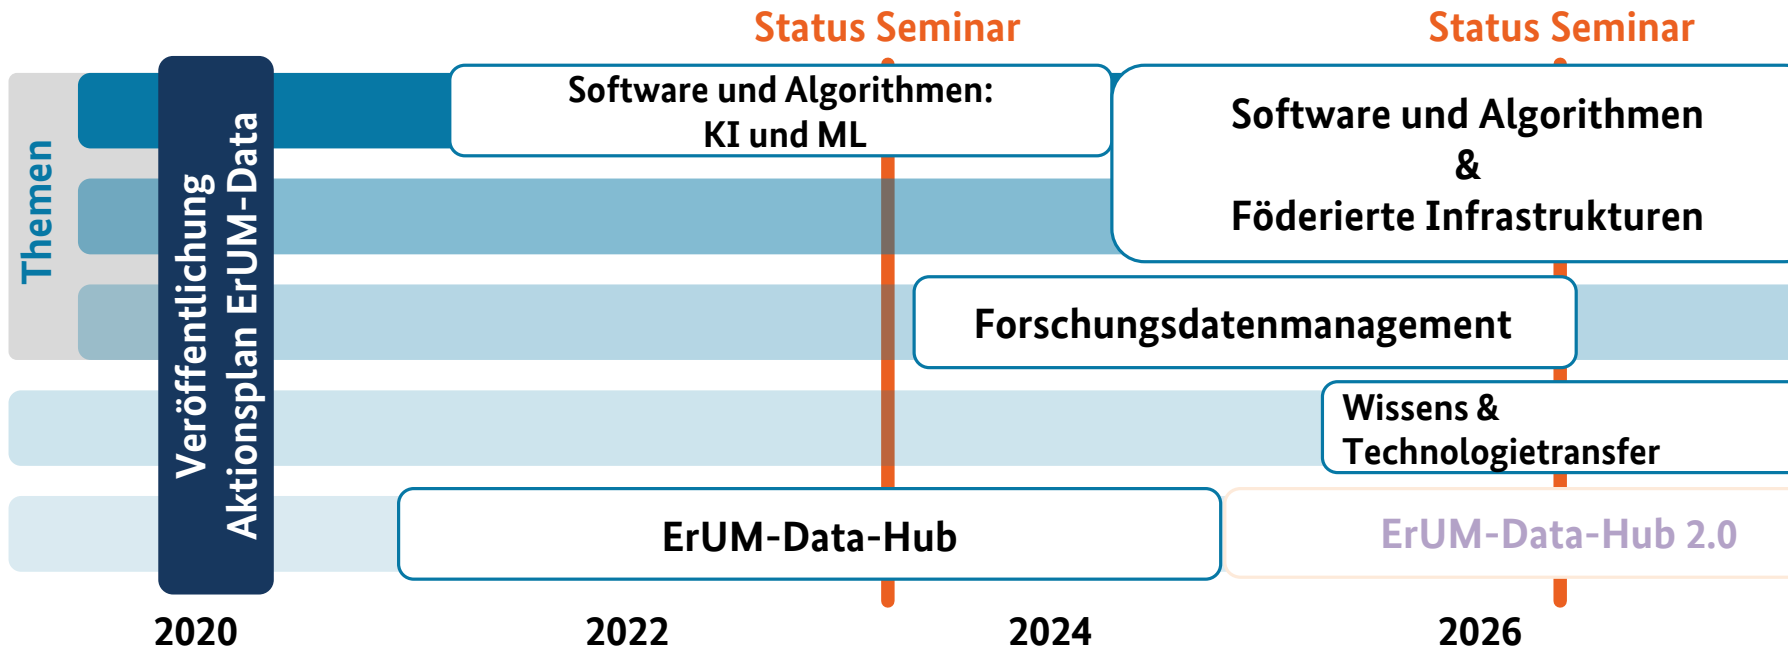 Status Seminar
Status Seminar
Themen
Veröffentlichung
Aktionsplan ErUM-Data
Software und Algorithmen:
KI und ML
Software und Algorithmen
&
Föderierte Infrastrukturen
Forschungsdatenmanagement
Wissens &
Technologietransfer
ErUM-Data-Hub
ErUM-Data-Hub 2.0
2020
2022
2024
2026